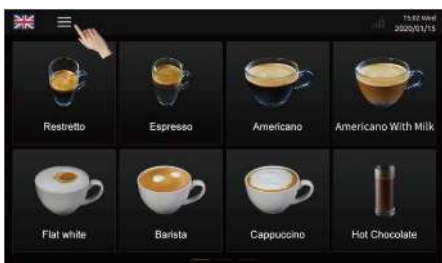 15:02 Wed
2020/01/15
Restretto
Espresso
Americano
Americano With Milk
Flat white
Barista
Cappuccino
Hot Chocolate